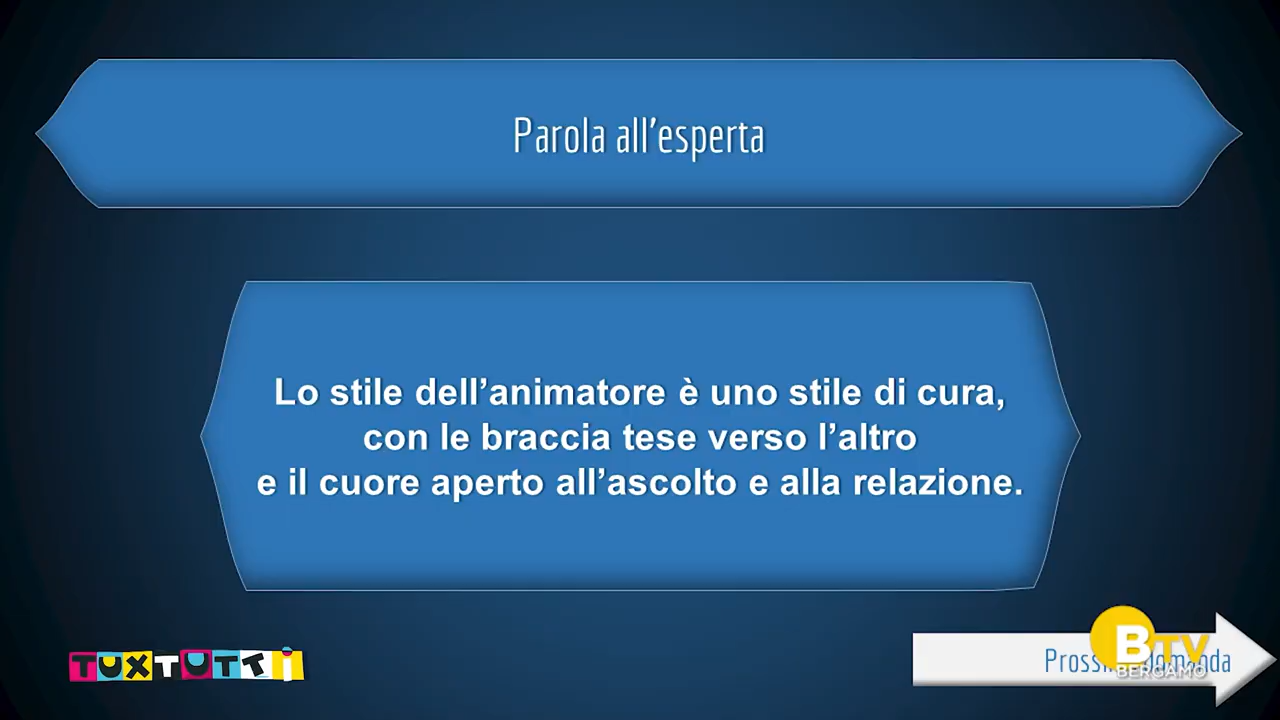 Parola all'esperta
Lo stile dell'animatore è uno stile di cura,
con le braccia tese verso l'altro
e il cuore aperto all'ascolto e alla relazione.
TUXTUTTI
BTV
BERGAMO